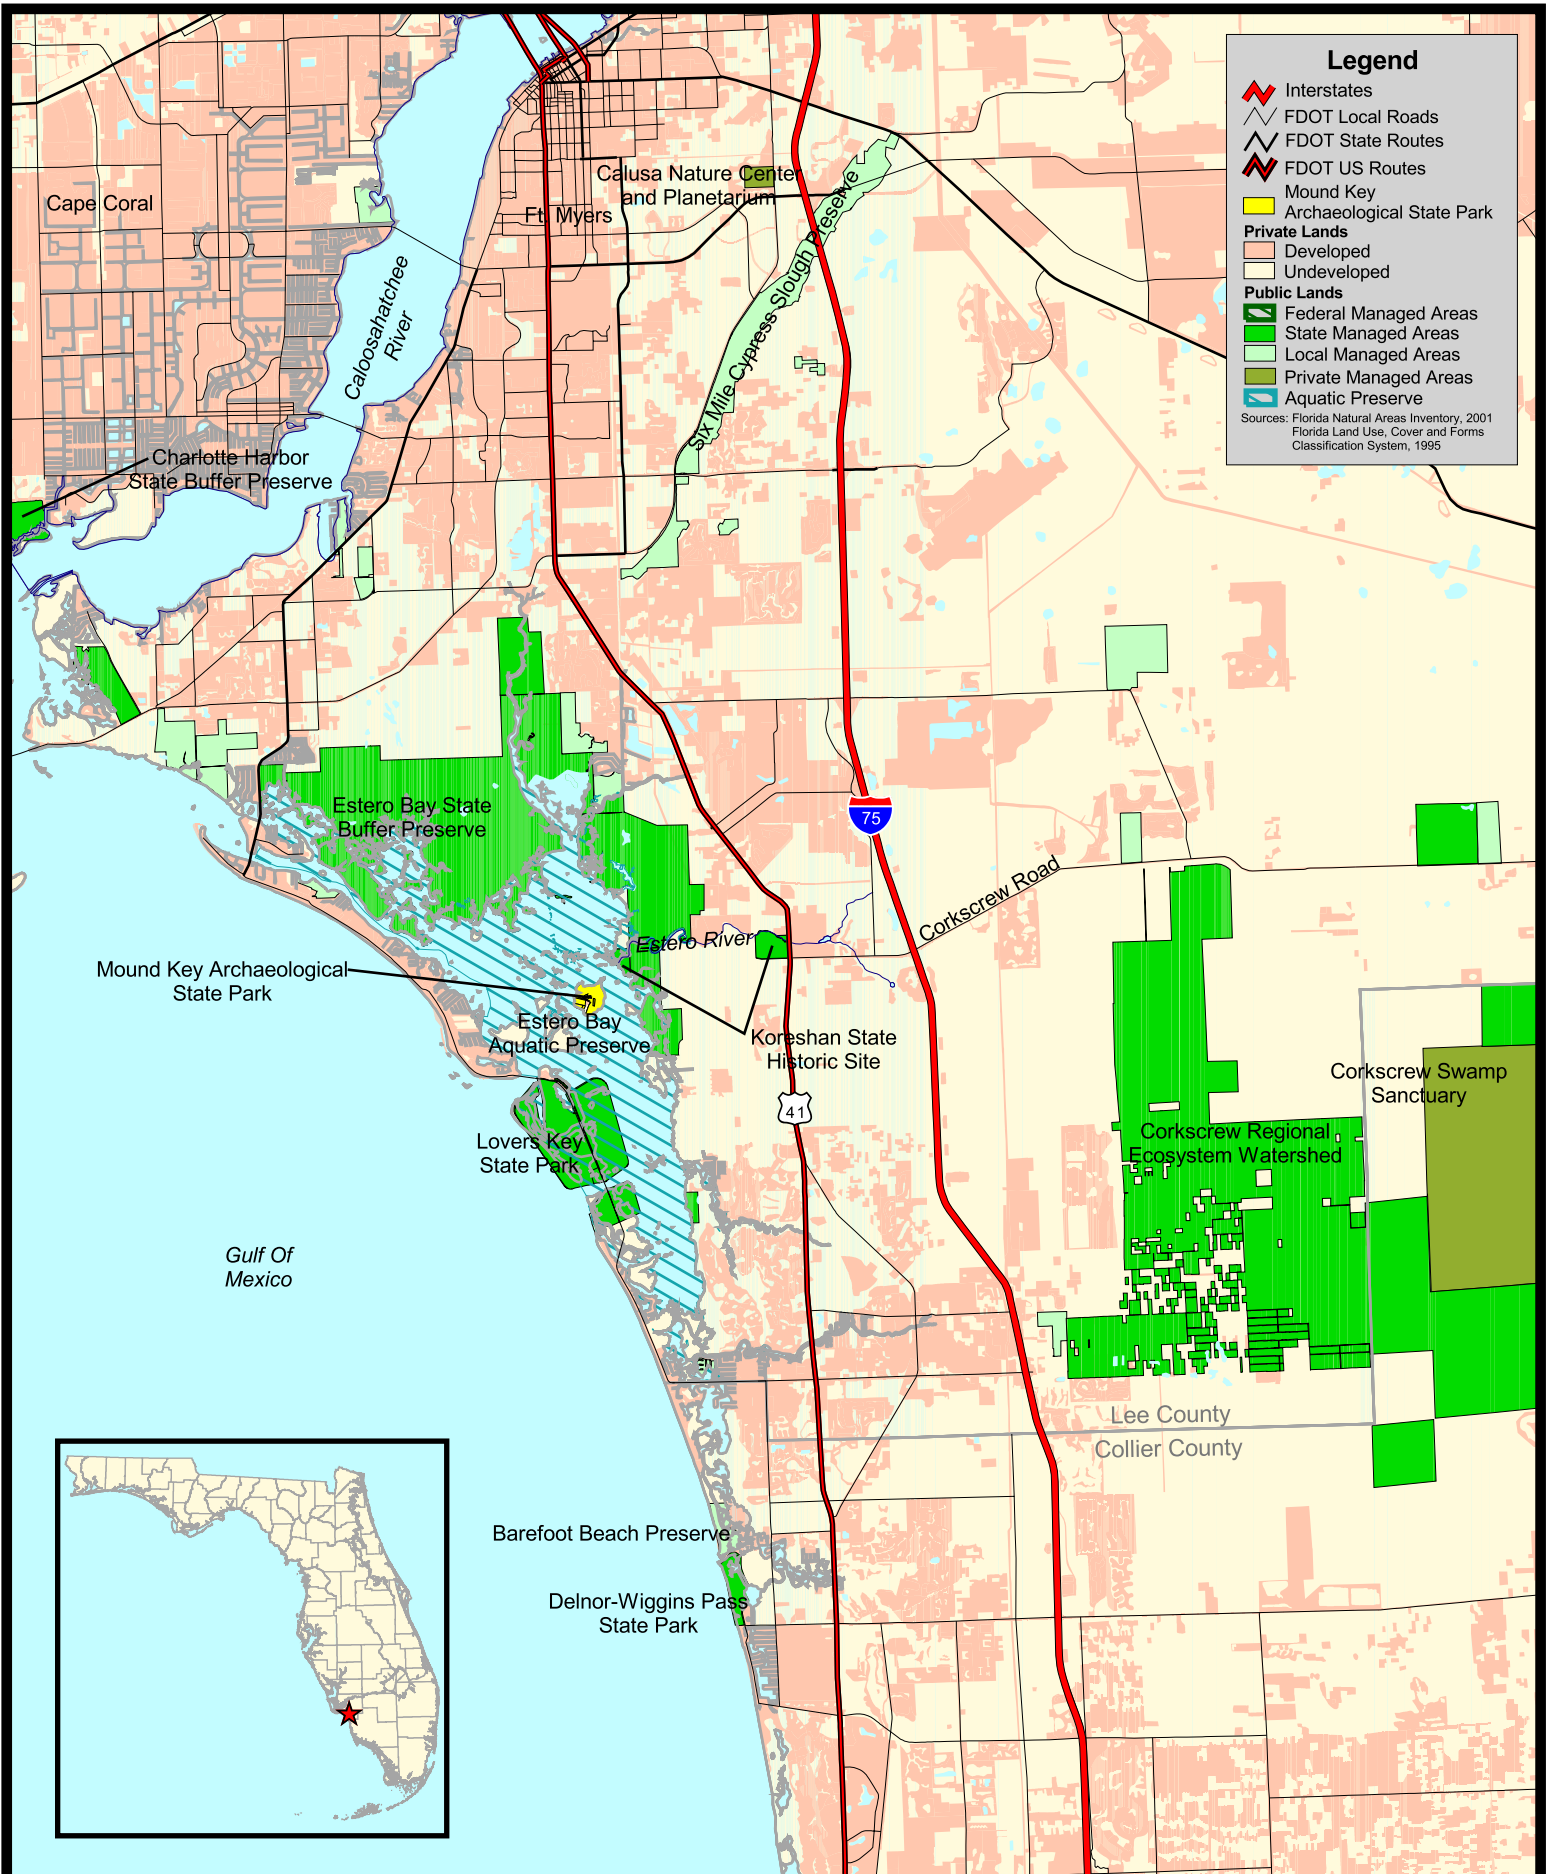 Legend
Interstates
FDOT Local Roads
FDOT State Routes
FDOT US Routes
Mound Key
Archaeological State Park
Private Lands
Developed
Undeveloped
Public Lands
Federal Managed Areas
State Managed Areas
Local Managed Areas
Private Managed Areas
Aquatic Preserve
Sources: Florida Natural Areas Inventory, 2001
Florida Land Use, Cover and Forms
Classification System, 1995
Cape Coral
Calusa Nature Center
and Planetarium
Ft. Myers
Caloosahatchee
River
Six Mile Cypress Slough Preserve
Charlotte Harbor
State Buffer Preserve
Estero Bay State
Buffer Preserve
75
Corkscrew Road
Estero River
Mound Key Archaeological
State Park
Estero Bay
Aquatic Preserve
Koreshan State
Historic Site
Corkscrew Swamp
Sanctuary
41
Corkscrew Regional
Ecosystem Watershed
Lovers Key
State Park
Gulf Of
Mexico
Lee County
Collier County
Barefoot Beach Preserve
Delnor-Wiggins Pass
State Park